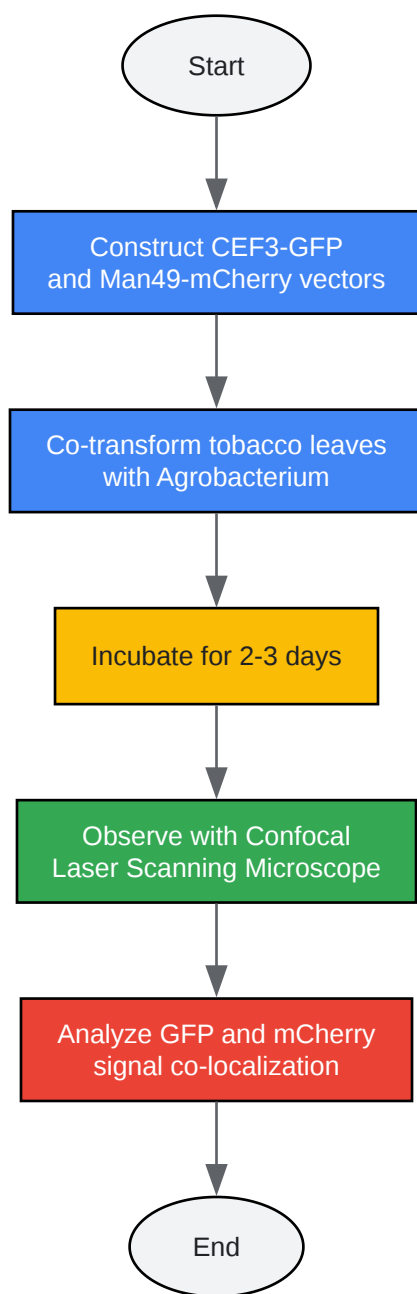 Start
Construct CEF3-GFP
and Man49-mCherry vectors
Co-transform tobacco leaves
with Agrobacterium
Incubate for 2-3 days
Observe with Confocal
Laser Scanning Microscope
Analyze GFP and mCherry
signal co-localization
End